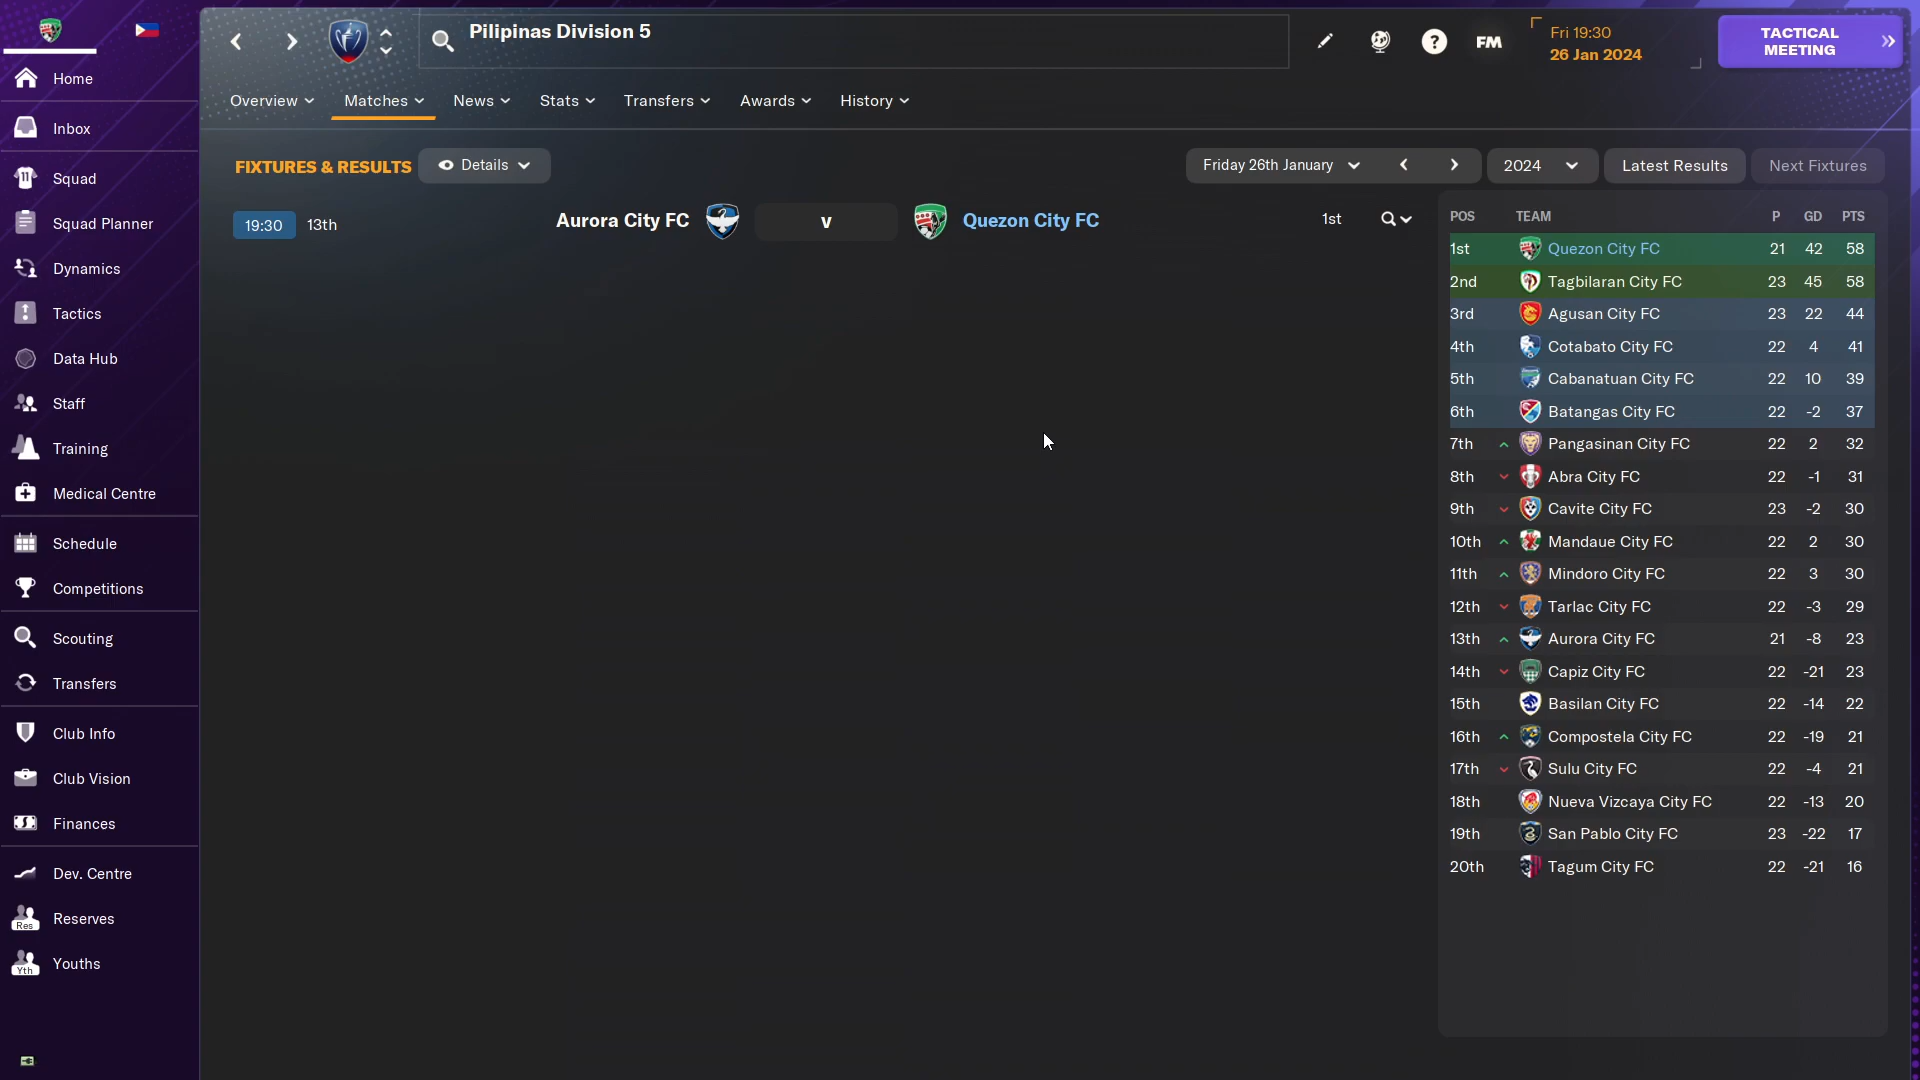 Pilipinas Division 5
Fri 19:30
26 Jan 2024
TACTICAL
MEETING
FM
Home
Inbox
Squad
Squad Planner
Dynamics
Tactics
Data Hub
Staff
Training
Medical Centre
Schedule
Competitions
Scouting
Transfers
Club Info
Club Vision
Finances
Dev. Centre
Res
Reserves
Yth
Youths
Overview
Matches
News
Stats
Transfers
Awards
History
FIXTURES & RESULTS
Details
Friday 26th January
2024
Latest Results
Next Fixtures
19:30 13th Aurora City FC v Quezon City FC 1st
POS TEAM P GD PTS
1st Quezon City FC 21 42 58
2nd Tagbilaran City FC 23 45 58
3rd Agusan City FC 23 22 44
4th Cotabato City FC 22 4 41
5th Cabanatuan City FC 22 10 39
6th Batangas City FC 22 -2 37
7th Pangasinan City FC 22 2 32
8th Abra City FC 22 -1 31
9th Cavite City FC 23 -2 30
10th Mandaue City FC 22 2 30
11th Mindoro City FC 22 3 30
12th Tarlac City FC 22 -3 29
13th Aurora City FC 21 -8 23
14th Capiz City FC 22 -21 23
15th Basilan City FC 22 -14 22
16th Compostela City FC 22 -19 21
17th Sulu City FC 22 -4 21
18th Nueva Vizcaya City FC 22 -13 20
19th San Pablo City FC 23 -22 17
20th Tagum City FC 22 -21 16